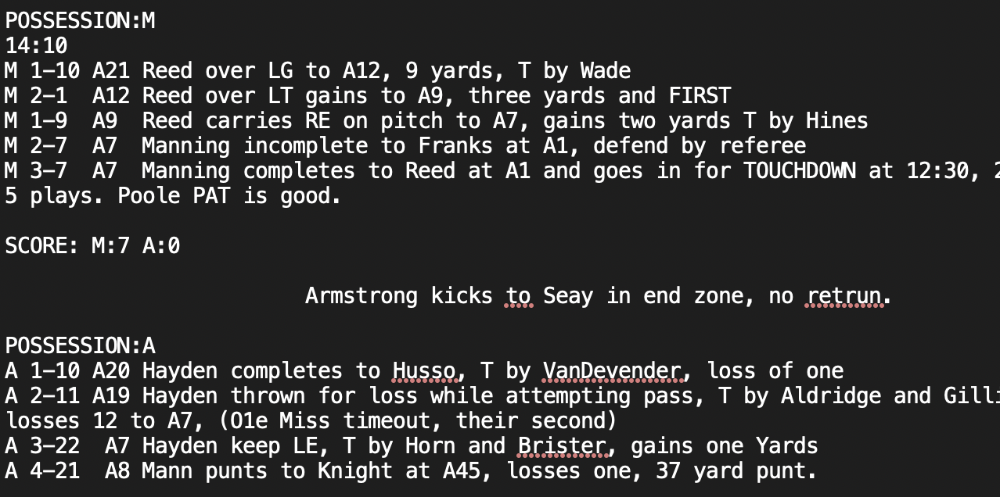 POSSESSION:M
14:10
M 1-10 A21 Reed over LG to A12, 9 yards, T by Wade
M 2-1 A12 Reed over LT gains to A9, three yards and FIRST
M 1-9 A9 Reed carries RE on pitch to A7, gains two yards T by Hines
M 2-7 A7 Manning incomplete to Franks at A1, defend by referee
M 3-7 A7 Manning completes to Reed at A1 and goes in for TOUCHDOWN at 12:30,
5 plays. Poole PAT is good.
SCORE: M:7 A:0
Armstrong kicks to Seay in end zone, no retrun.
POSSESSION:A
A 1-10 A20 Hayden completes to Husso, T by VanDevender, loss of one
A 2-11 A19 Hayden thrown for loss while attempting pass, T by Aldridge and
losses 12 to A7, (O1e Miss timeout, their second)
A 3-22 A7 Hayden keep LE, T by Horn and Brister, gains one Yards
A 4-21 A8 Mann punts to Knight at A45, losses one, 37 yard punt.